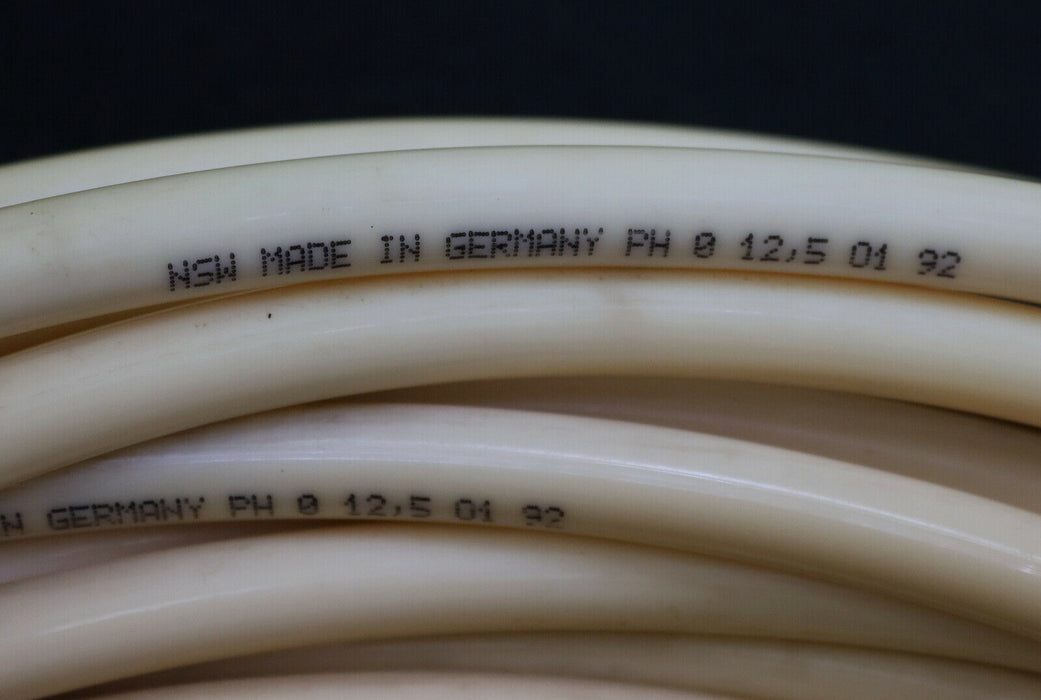 NSW MADE IN GERMANY PH 0 12,5 01 92
N GERMANY PH 0 12,5 01 92